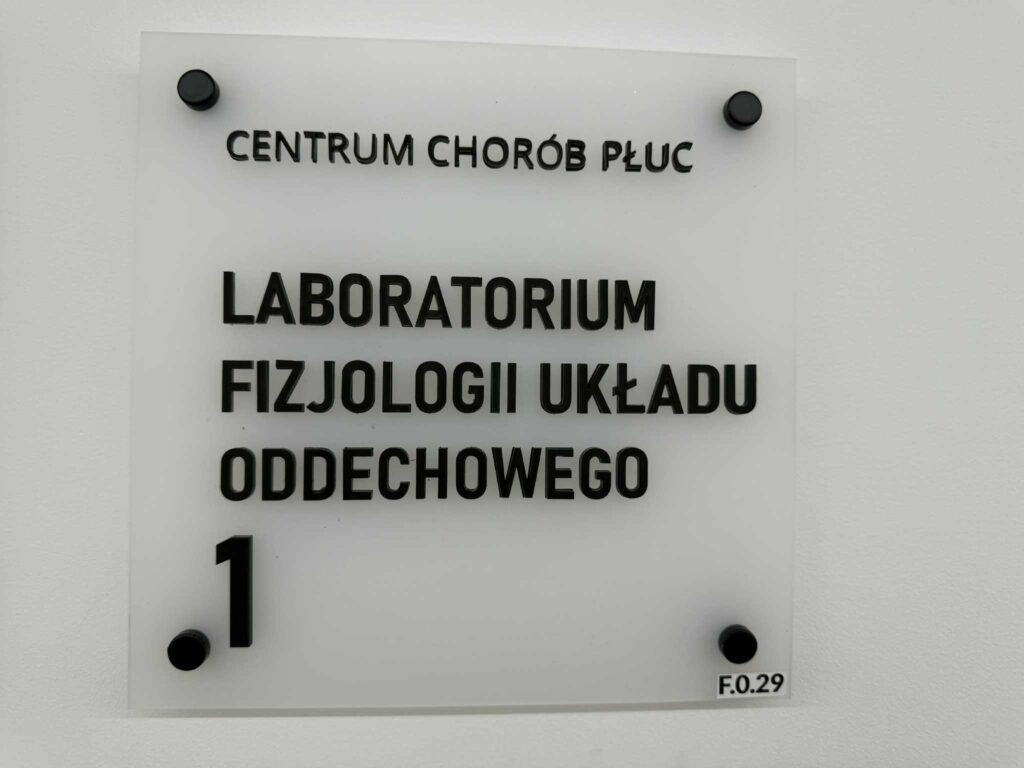 CENTRUM CHORÓB PŁUC
LABORATORIUM
FIZJOLOGII UKŁADU
ODDECHOWEGO
1
F.0.29